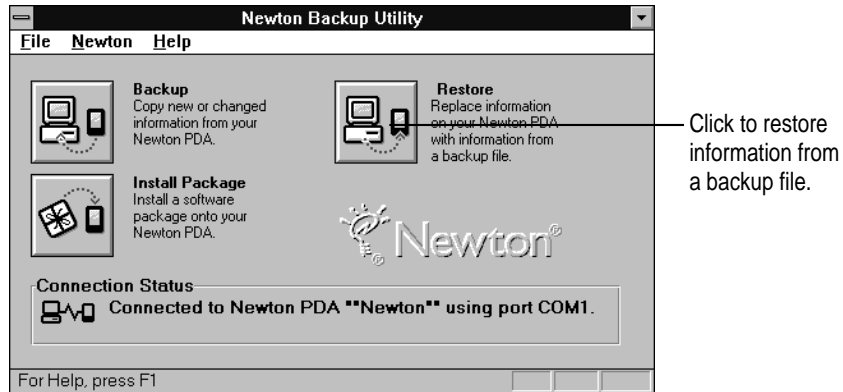 Newton Backup Utility
File Newton Help
Backup
Copy new or changed
information from your
Newton PDA.
Restore
Replace information
on your Newton PDA
with information from
a backup file.
Click to restore
information from
a backup file.
Install Package
Install a software
package onto your
Newton PDA.
Newton®
Connection Status
Connected to Newton PDA ""Newton"" using port COM1.
For Help, press F1